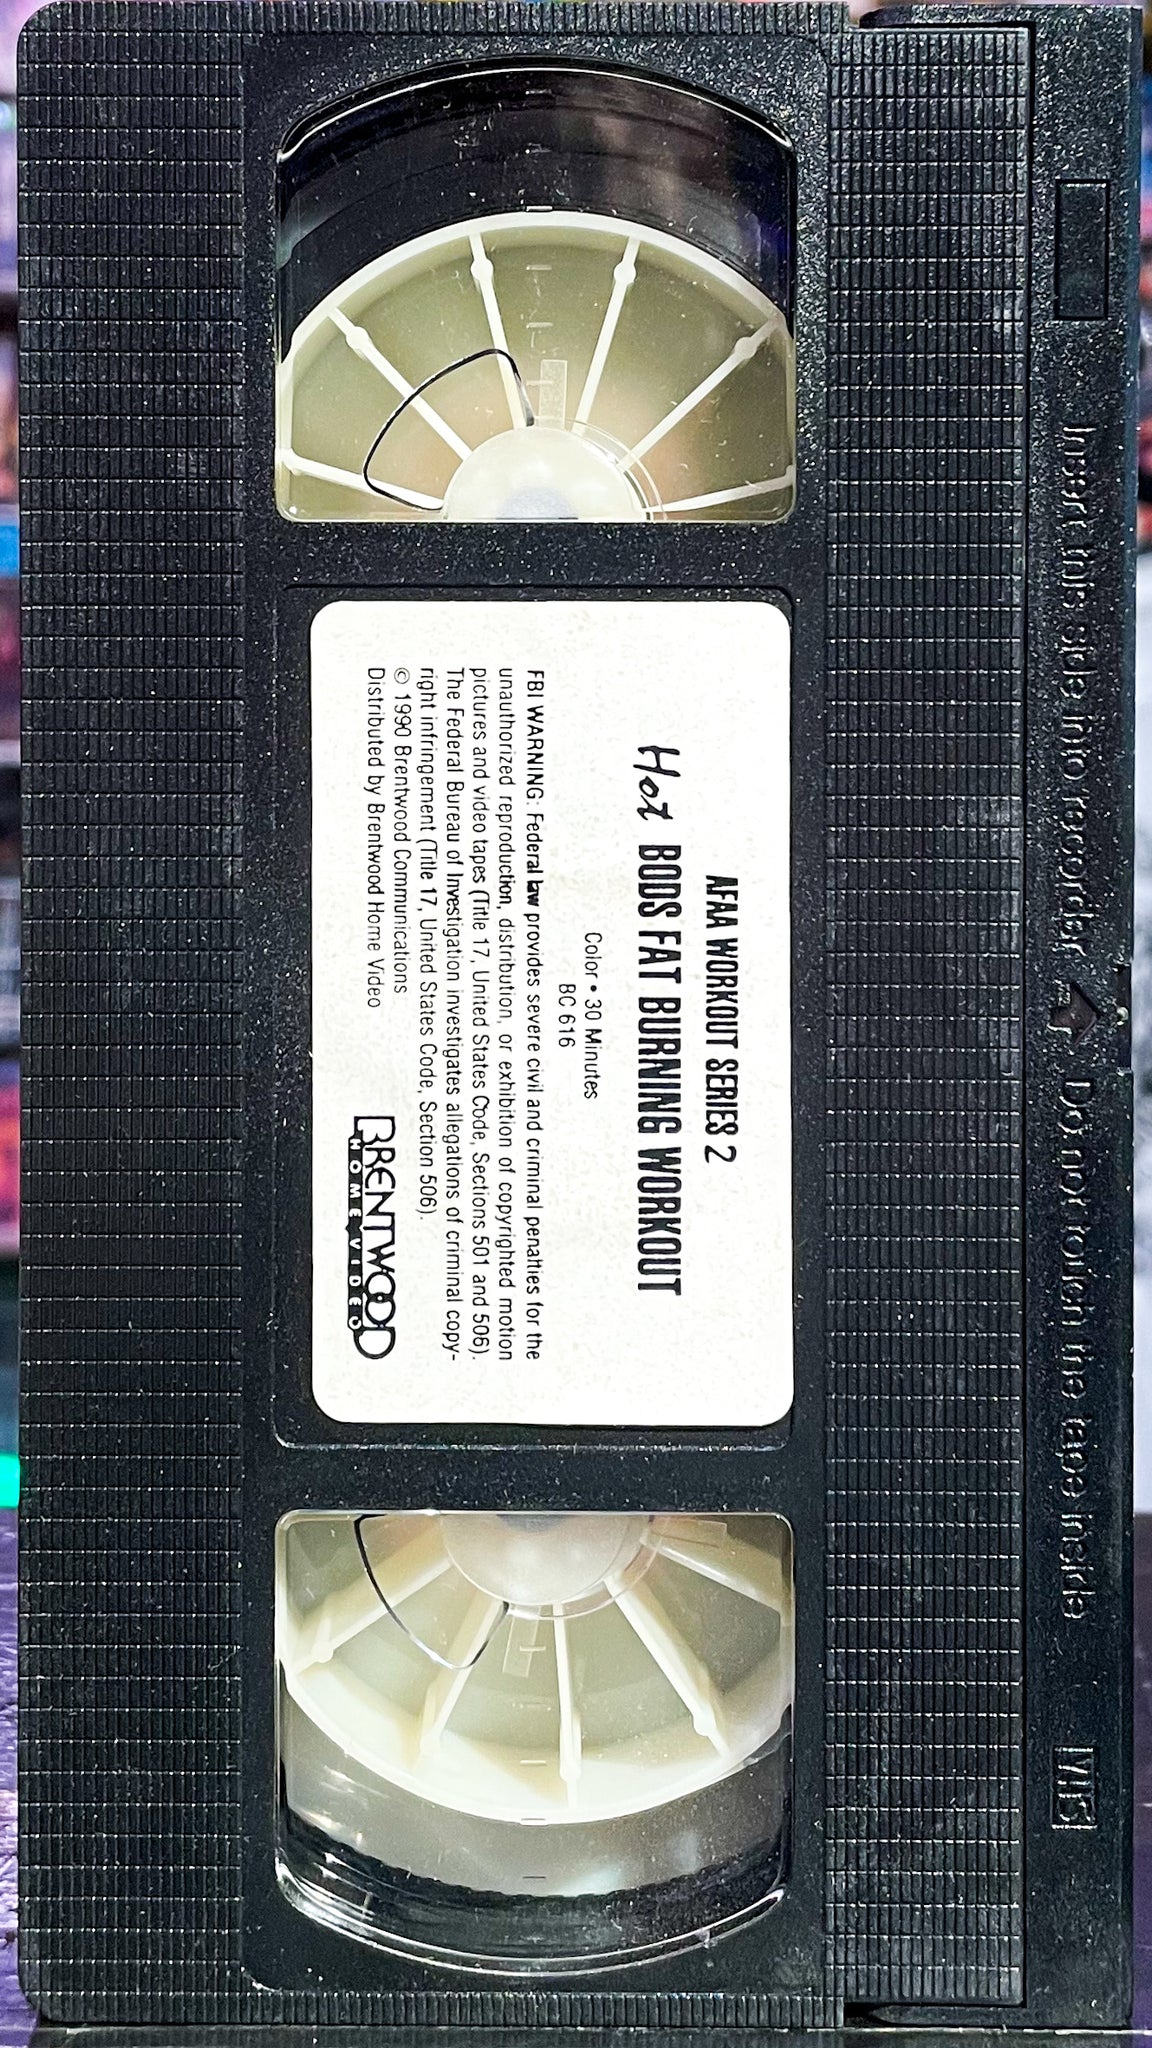 Insert this side into recorder Do not touch the tape inside
VHS
AFAA WORKOUT SERIES 2
Hot BODS FAT BURNING WORKOUT
Color • 30 Minutes
BC 616
FBI WARNING: Federal law provides severe civil and criminal penalties for the
unauthorized reproduction, distribution, or exhibition of copyrighted motion
pictures and video tapes (Title 17, United States Code, Sections 501 and 506).
The Federal Bureau of Investigation investigates allegations of criminal copy-
right infringement (Title 17, United States Code, Section 506).
© 1990 Brentwood Communications
Distributed by Brentwood Home Video
BRENTWOOD
HOME VIDEO